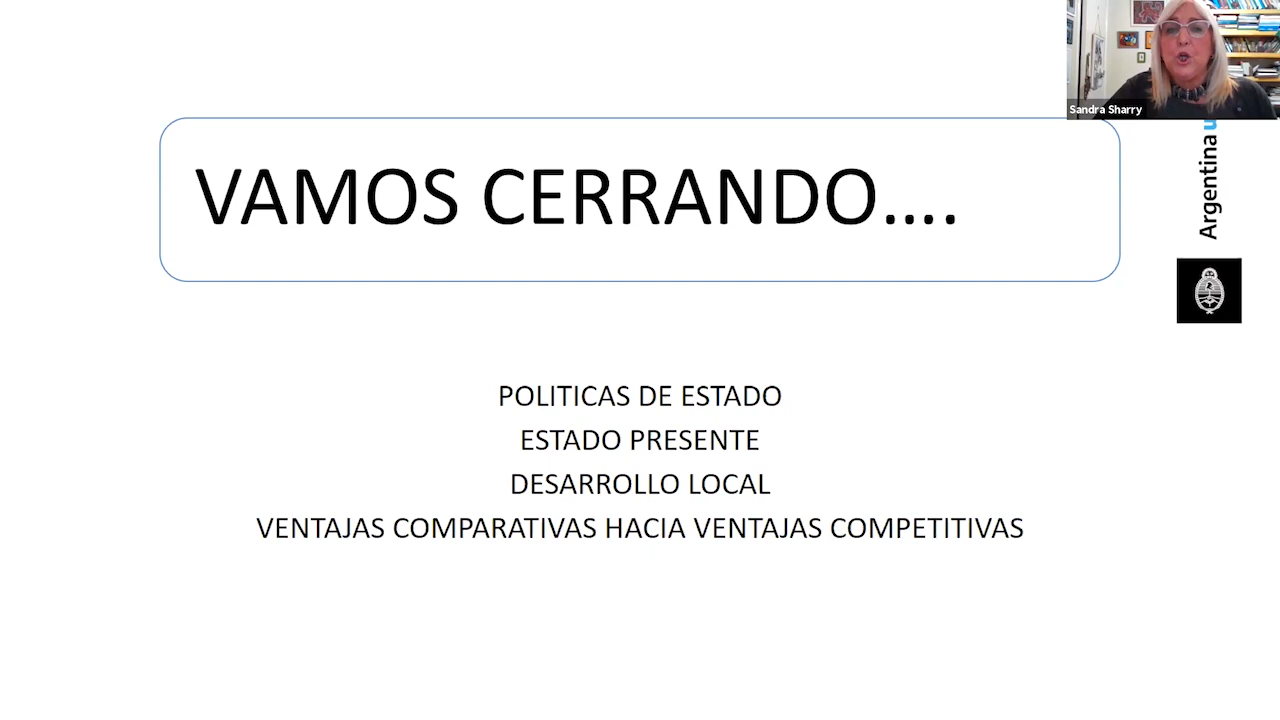 Sandra Sharry
VAMOS CERRANDO....
Argentina u
POLITICAS DE ESTADO
ESTADO PRESENTE
DESARROLLO LOCAL
VENTAJAS COMPARATIVAS HACIA VENTAJAS COMPETITIVAS